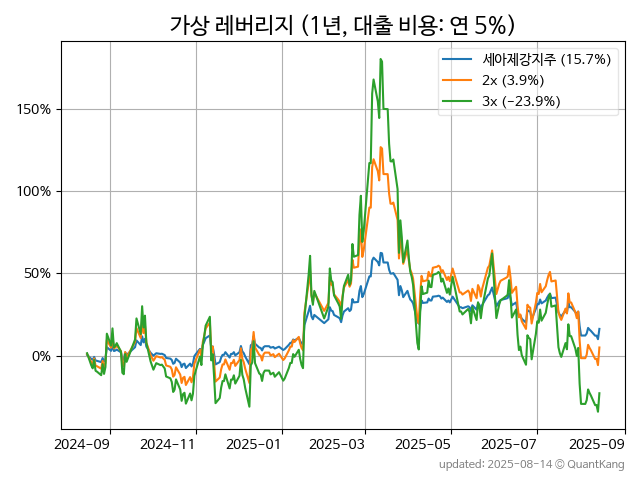 가상 레버리지 (1년, 대출 비용: 연 5%)
세아제강지주 (15.7%)
2x (3.9%)
3x (−23.9%)
150%
100%
50%
0%
2024−09 2024−11 2025−01 2025−03 2025−05 2025−07 2025−09
updated: 2025-08-14 © QuantKang